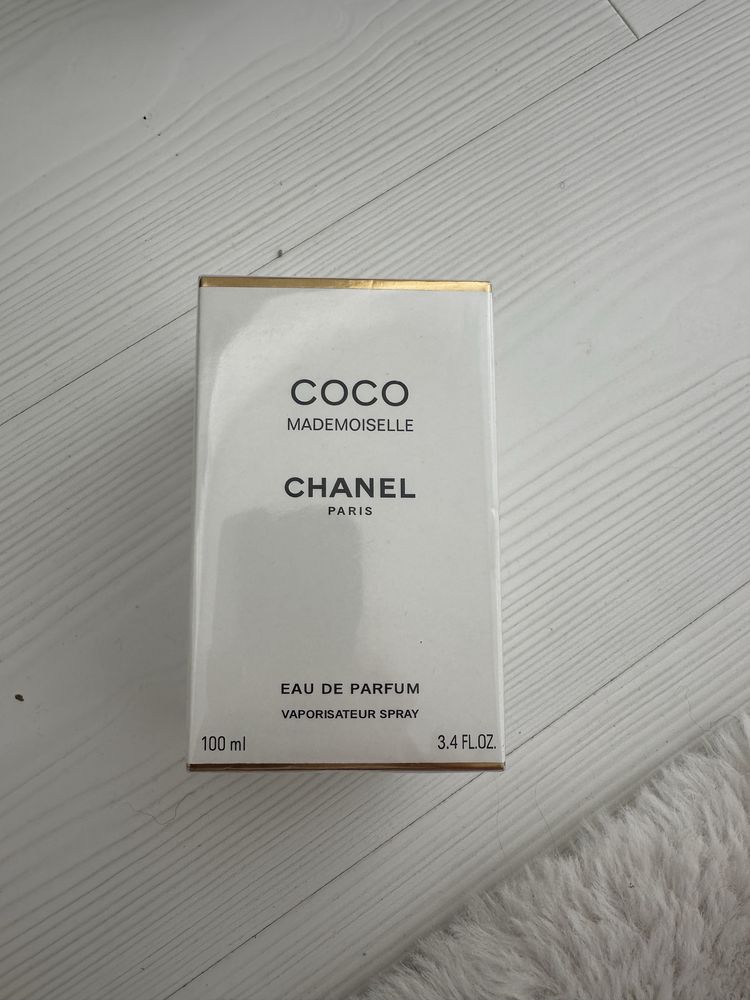 COCO
MADEMOISELLE
CHANEL
PARIS
EAU DE PARFUM
VAPORISATEUR SPRAY
100 ml 3.4 FL.OZ.